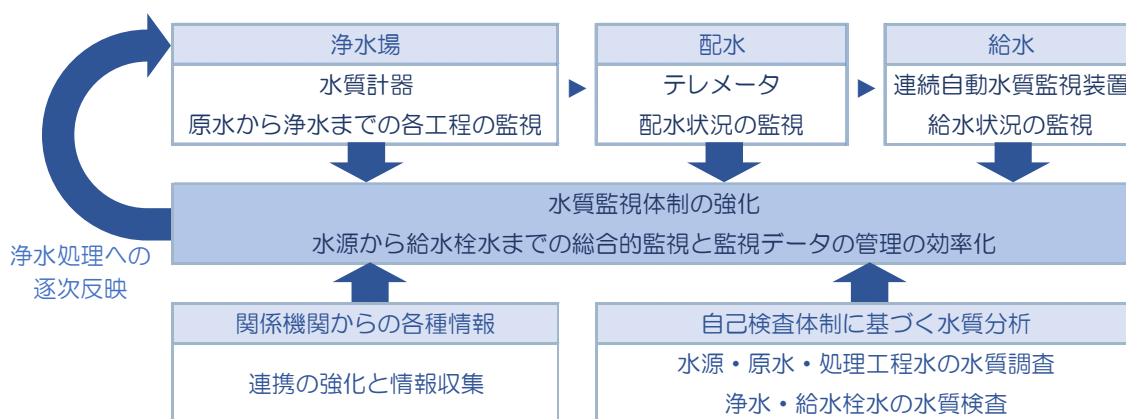 浄水場
水質計器
原水から浄水までの各工程の監視
配水
テレメータ
配水状況の監視
給水
連続自動水質監視装置
給水状況の監視
水質監視体制の強化
水源から給水栓水までの総合的監視と監視データの管理の効率化
浄水処理への
逐次反映
関係機関からの各種情報
連携の強化と情報収集
自己検査体制に基づく水質分析
水源・原水・処理工程水の水質調査
浄水・給水栓水の水質検査